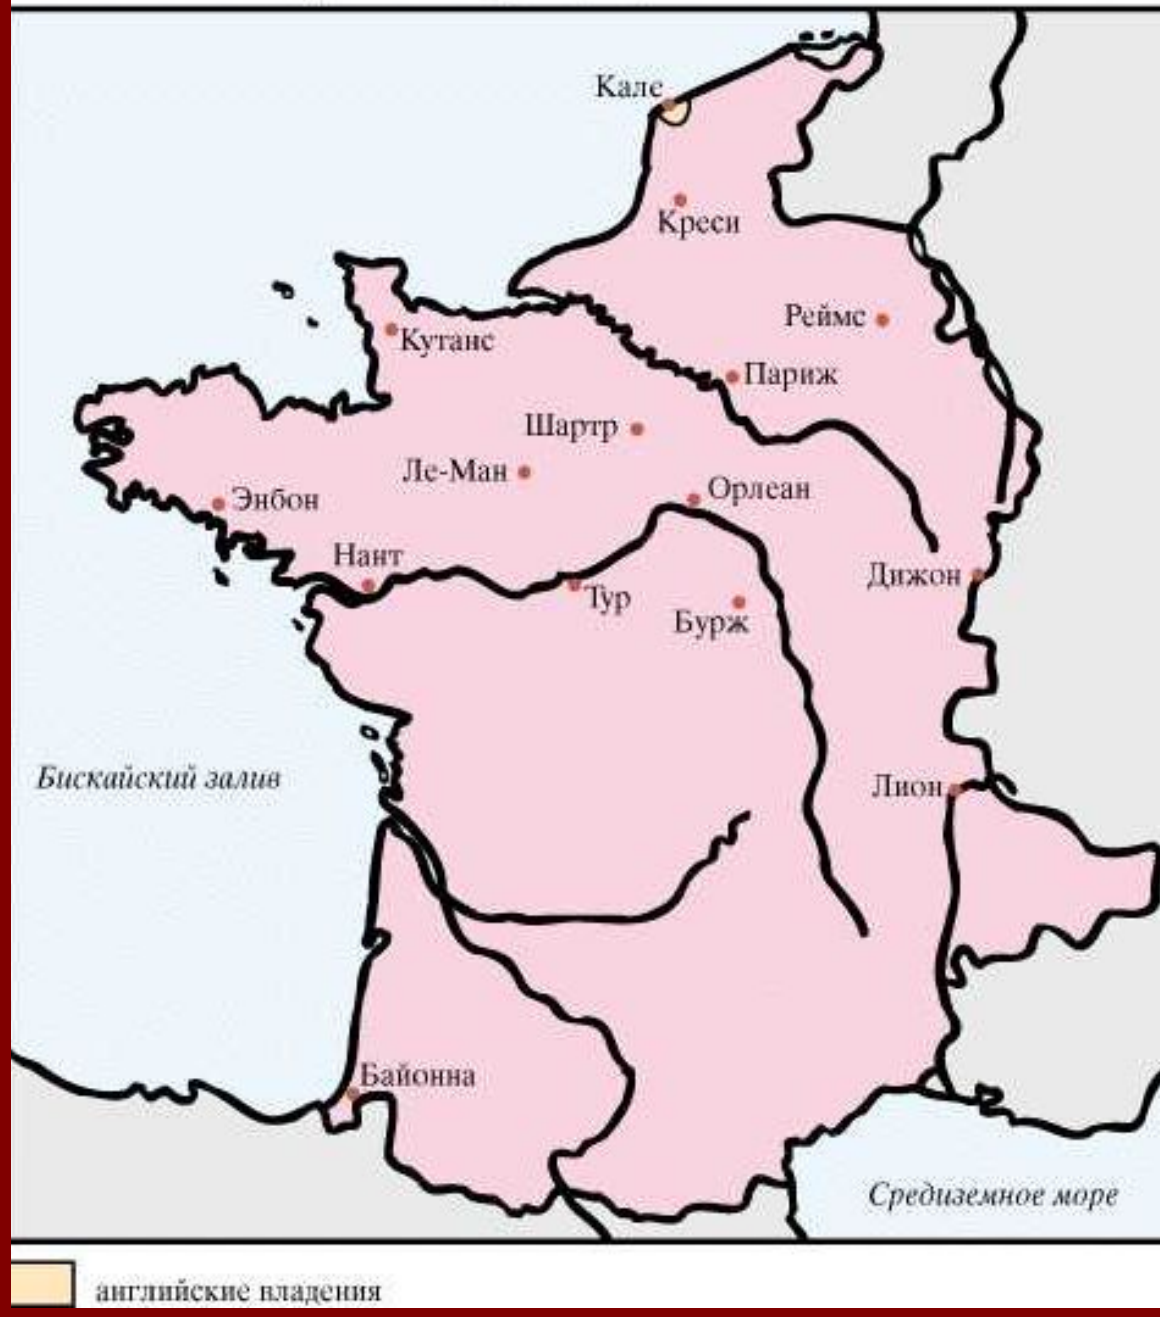 Кале
Креси
Реймс
Кутанс
Париж
Шартр
Ле-Ман
Орлеан
Энбон
Нант
Дижон
Тур
Бурж
Бискайский залив
Лион
Байонна
Средиземное море
английские владения